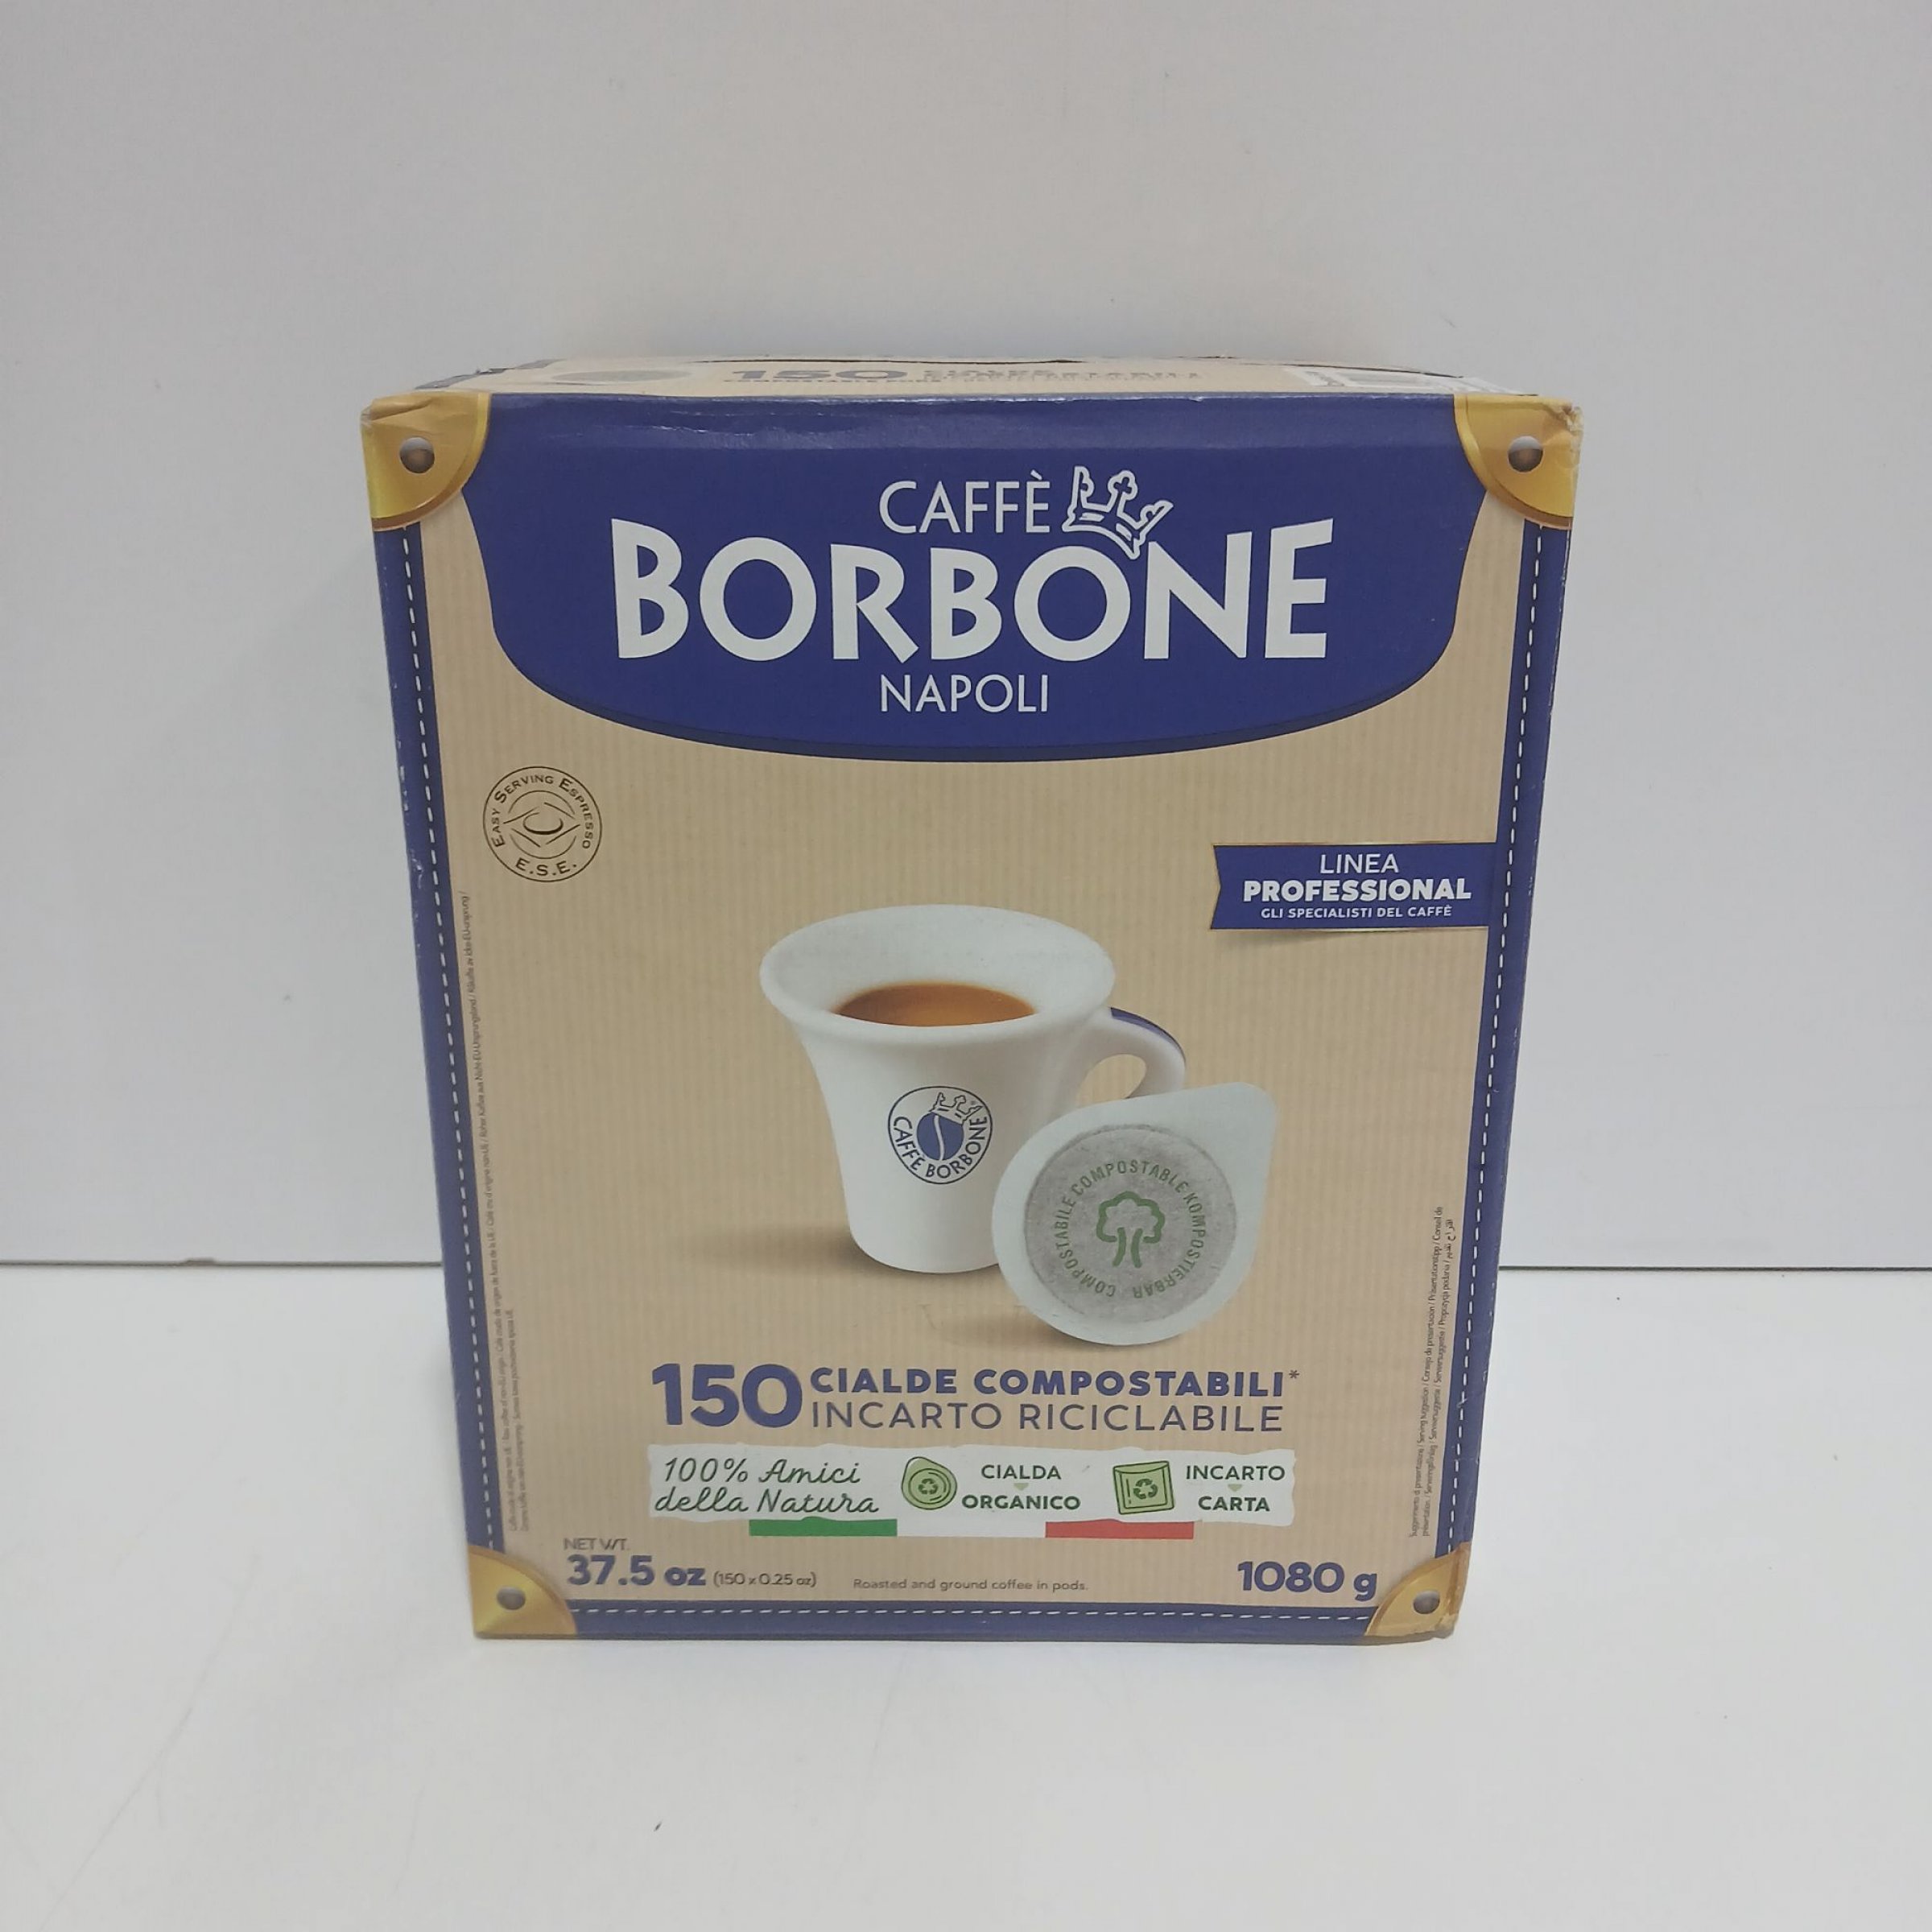 150
CAFFÈ
BORBONE
NAPOLI
EASY SERVING ESPRESSO
E.S.E.
LINEA
PROFESSIONAL
GLI SPECIALISTI DEL CAFFÈ
CAFFÈ BORBONE
COMPOSTABILE COMPOSTABLE KOMPOSTIERBAR
150 CIALDE COMPOSTABILI*
INCARTO RICICLABILE
100% Amici
della Natura
CIALDA
ORGANICO
INCARTO
CARTA
NET WT.
37.5 oz (150 x 0.25 oz)
Roasted and ground coffee in pods.
1080 g